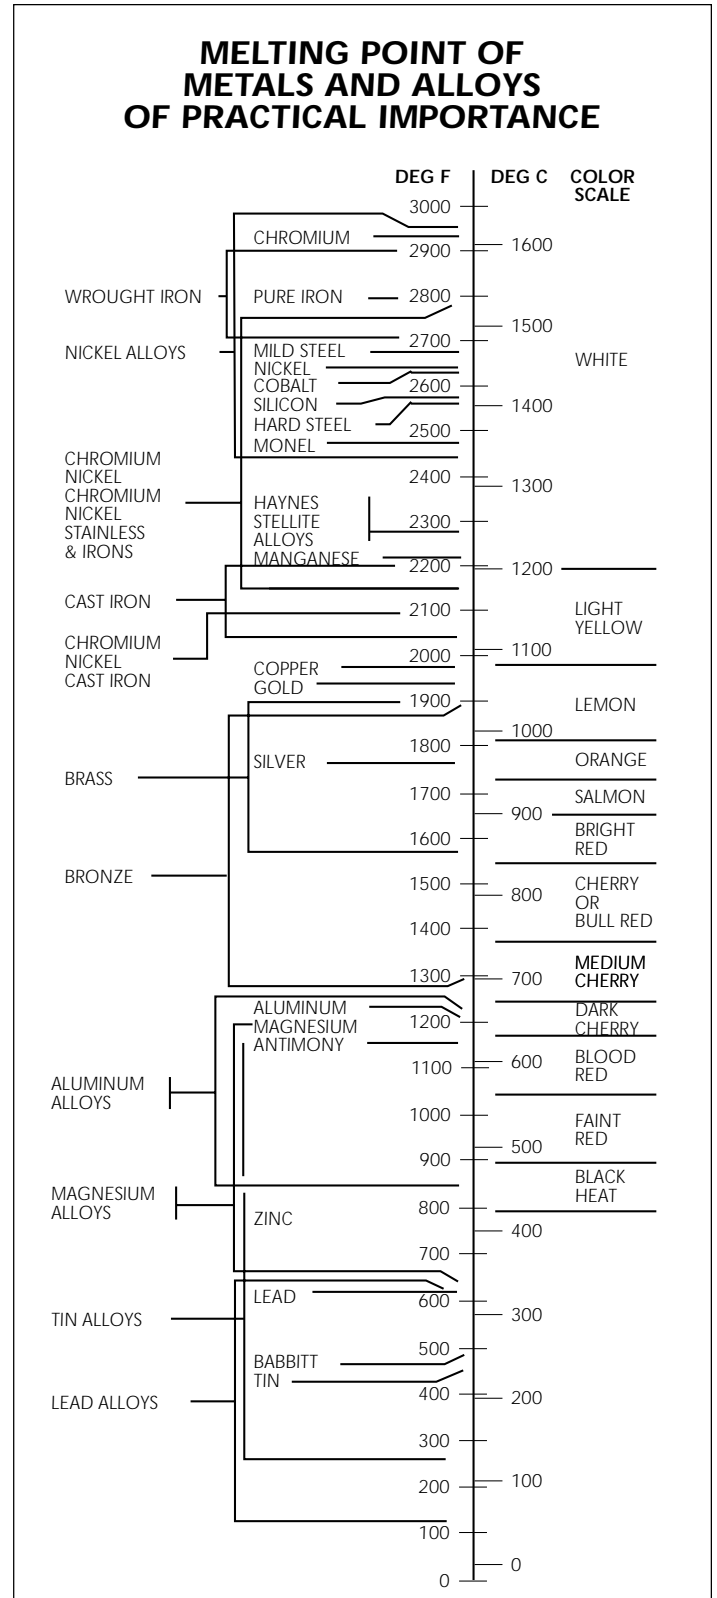 MELTING POINT OF
METALS AND ALLOYS
OF PRACTICAL IMPORTANCE
DEG F
DEG C
COLOR
SCALE
3000
2900
2800
2700
2600
2500
2400
2300
2200
2100
2000
1900
1800
1700
1600
1500
1400
1300
1200
1100
1000
900
800
700
600
500
400
300
200
100
0
1600
1500
1400
1300
1200
1100
1000
900
800
700
600
500
400
300
200
100
0
WHITE
LIGHT
YELLOW
LEMON
ORANGE
SALMON
BRIGHT
RED
CHERRY
OR
BULL RED
MEDIUM
CHERRY
DARK
CHERRY
BLOOD
RED
FAINT
RED
BLACK
HEAT
WROUGHT IRON
NICKEL ALLOYS
CHROMIUM
NICKEL
CHROMIUM
NICKEL
STAINLESS
& IRONS
CAST IRON
CHROMIUM
NICKEL
CAST IRON
BRASS
BRONZE
ALUMINUM
ALLOYS
MAGNESIUM
ALLOYS
TIN ALLOYS
LEAD ALLOYS
CHROMIUM
PURE IRON
MILD STEEL
NICKEL
COBALT
SILICON
HARD STEEL
MONEL
HAYNES
STELLITE
ALLOYS
MANGANESE
COPPER
GOLD
SILVER
ALUMINUM
MAGNESIUM
ANTIMONY
ZINC
LEAD
BABBITT
TIN